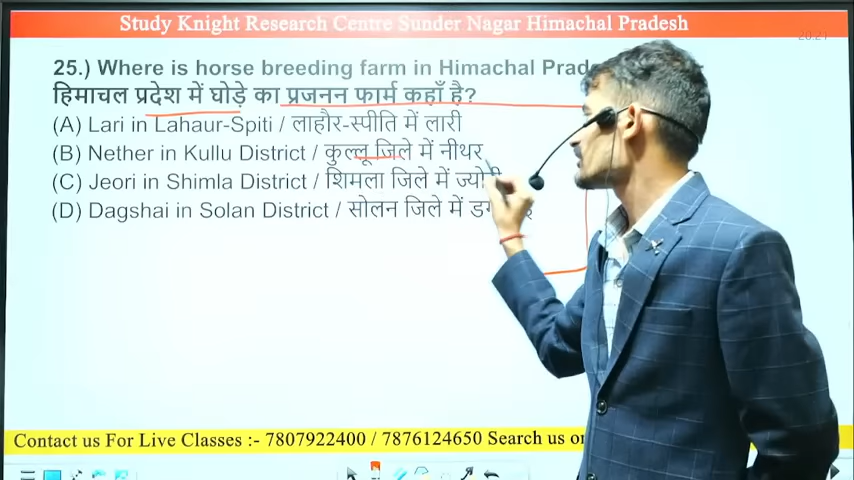 Study Knight Research Centre Sunder Nagar Himachal Pradesh
20:21
25.) Where is horse breeding farm in Himachal
हिमाचल प्रदेश में घोड़े का प्रजनन फार्म कहाँ है?
(A) Lari in Lahaur-Spiti / लाहौर-स्पीति में लारी
(B) Nether in Kullu District / कुल्लू जिले में नीथर
(C) Jeori in Shimla District / शिमला जिले में
(D) Dagshai in Solan District / सोलन जिले में
Contact us For Live Classes :- 7807922400 / 7876124650 Search us